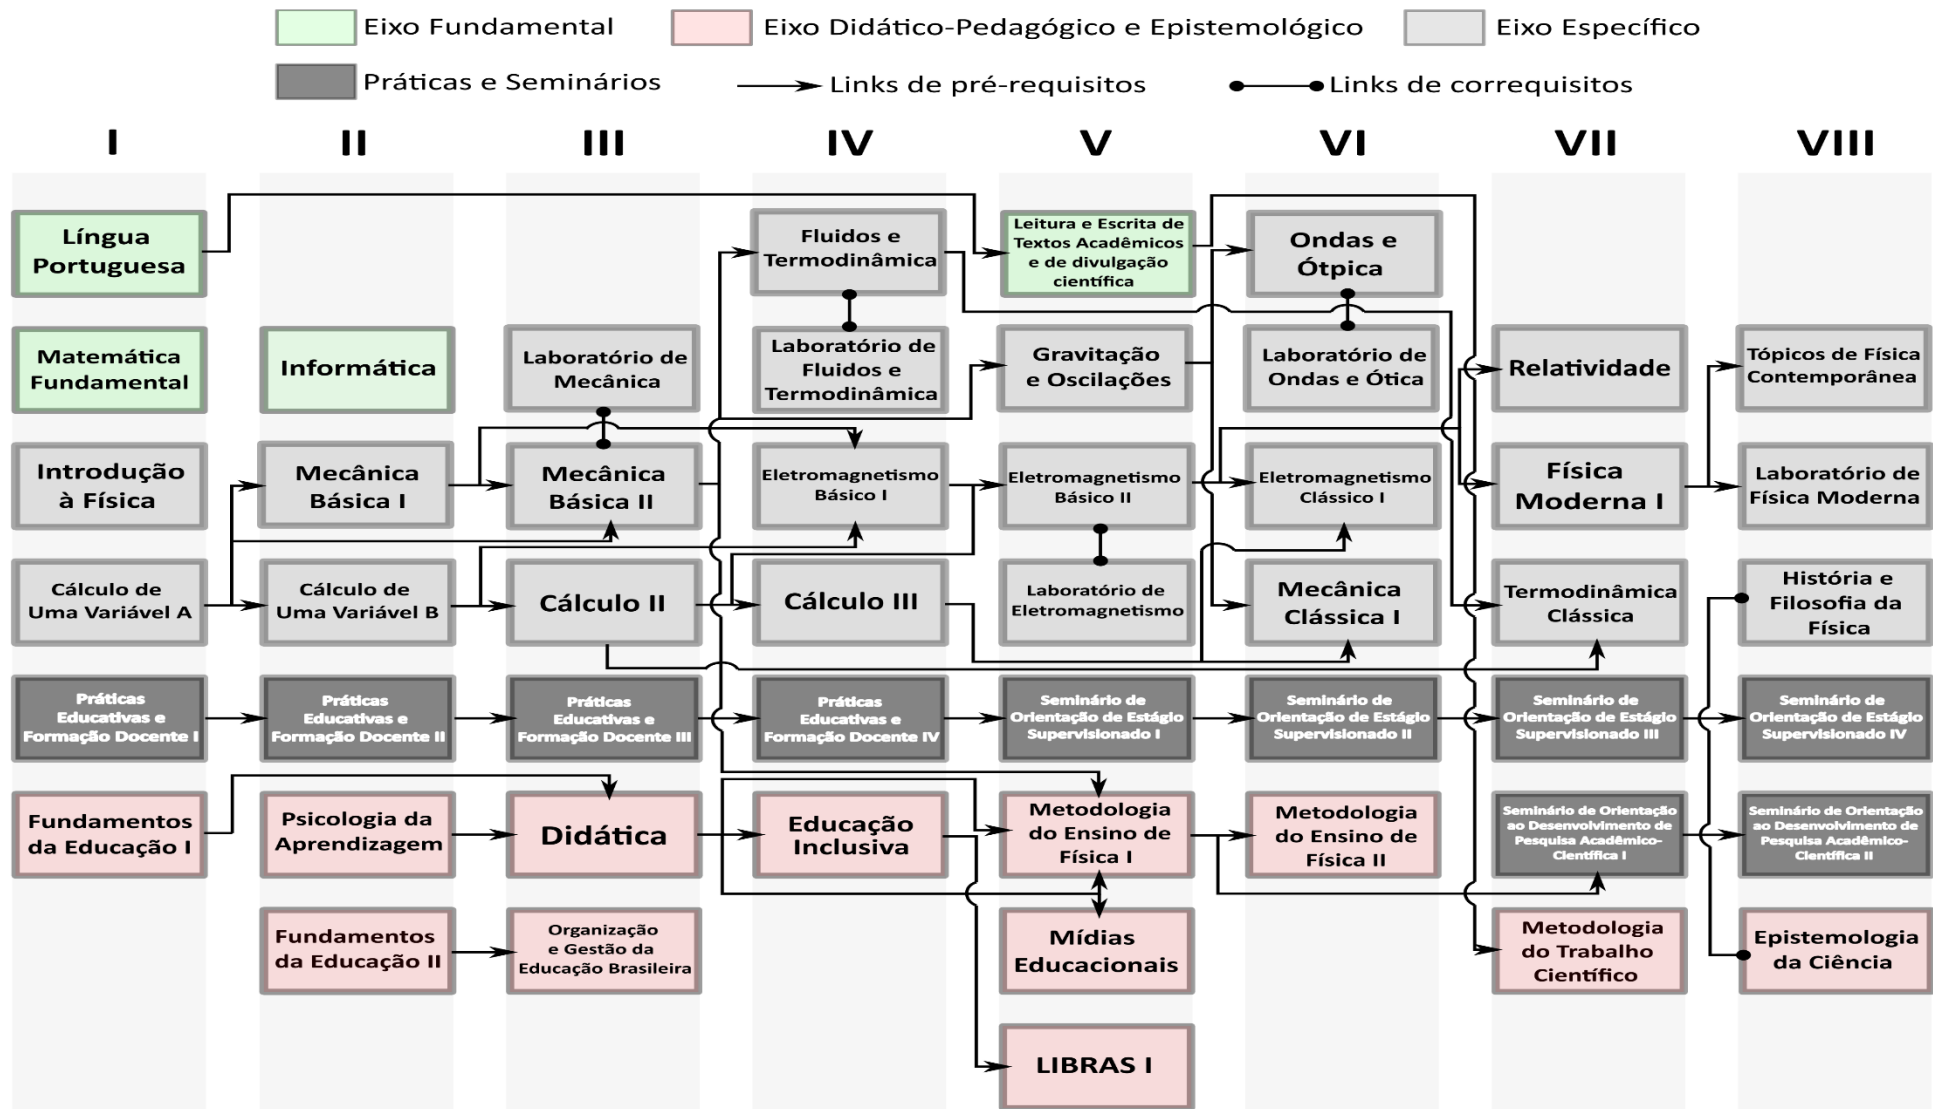 Eixo Fundamental
Eixo Didático-Pedagógico e Epistemológico
Eixo Específico
Práticas e Seminários
Links de pré-requisitos
Links de correquisitos
I
II
III
IV
V
VI
VII
VIII
Língua
Portuguesa
Fluidos e
Termodinâmica
Leitura e Escrita de
Textos Acadêmicos
e de divulgação
científica
Ondas e
Ótpica
Matemática
Fundamental
Informática
Laboratório de
Mecânica
Laboratório de
Fluidos e
Termodinâmica
Gravitação
e Oscilações
Laboratório de
Ondas e Ótica
Relatividade
Tópicos de Física
Contemporânea
Introdução
à Física
Mecânica
Básica I
Mecânica
Básica II
Eletromagnetismo
Básico I
Eletromagnetismo
Básico II
Eletromagnetismo
Clássico I
Física
Moderna I
Laboratório de
Física Moderna
Cálculo de
Uma Variável A
Cálculo de
Uma Variável B
Cálculo II
Cálculo III
Laboratório de
Eletromagnetismo
Mecânica
Clássica I
Termodinâmica
Clássica
História e
Filosofia da
Física
Práticas
Educativas e
Formação Docente I
Práticas
Educativas e
Formação Docente II
Práticas
Educativas e
Formação Docente III
Práticas
Educativas e
Formação Docente IV
Seminário de
Orientação de Estágio
Supervisionado I
Seminário de
Orientação de Estágio
Supervisionado II
Seminário de
Orientação de Estágio
Supervisionado III
Seminário de
Orientação de Estágio
Supervisionado IV
Fundamentos
da Educação I
Psicologia da
Aprendizagem
Didática
Educação
Inclusiva
Metodologia
do Ensino de
Física I
Metodologia
do Ensino de
Física II
Seminário de Orientação
ao Desenvolvimento de
Pesquisa Acadêmico-
Científica I
Seminário de Orientação
ao Desenvolvimento de
Pesquisa Acadêmico-
Científica II
Fundamentos
da Educação II
Organização
e Gestão da
Educação Brasileira
Mídias
Educacionais
Metodologia
do Trabalho
Científico
Epistemologia
da Ciência
LIBRAS I